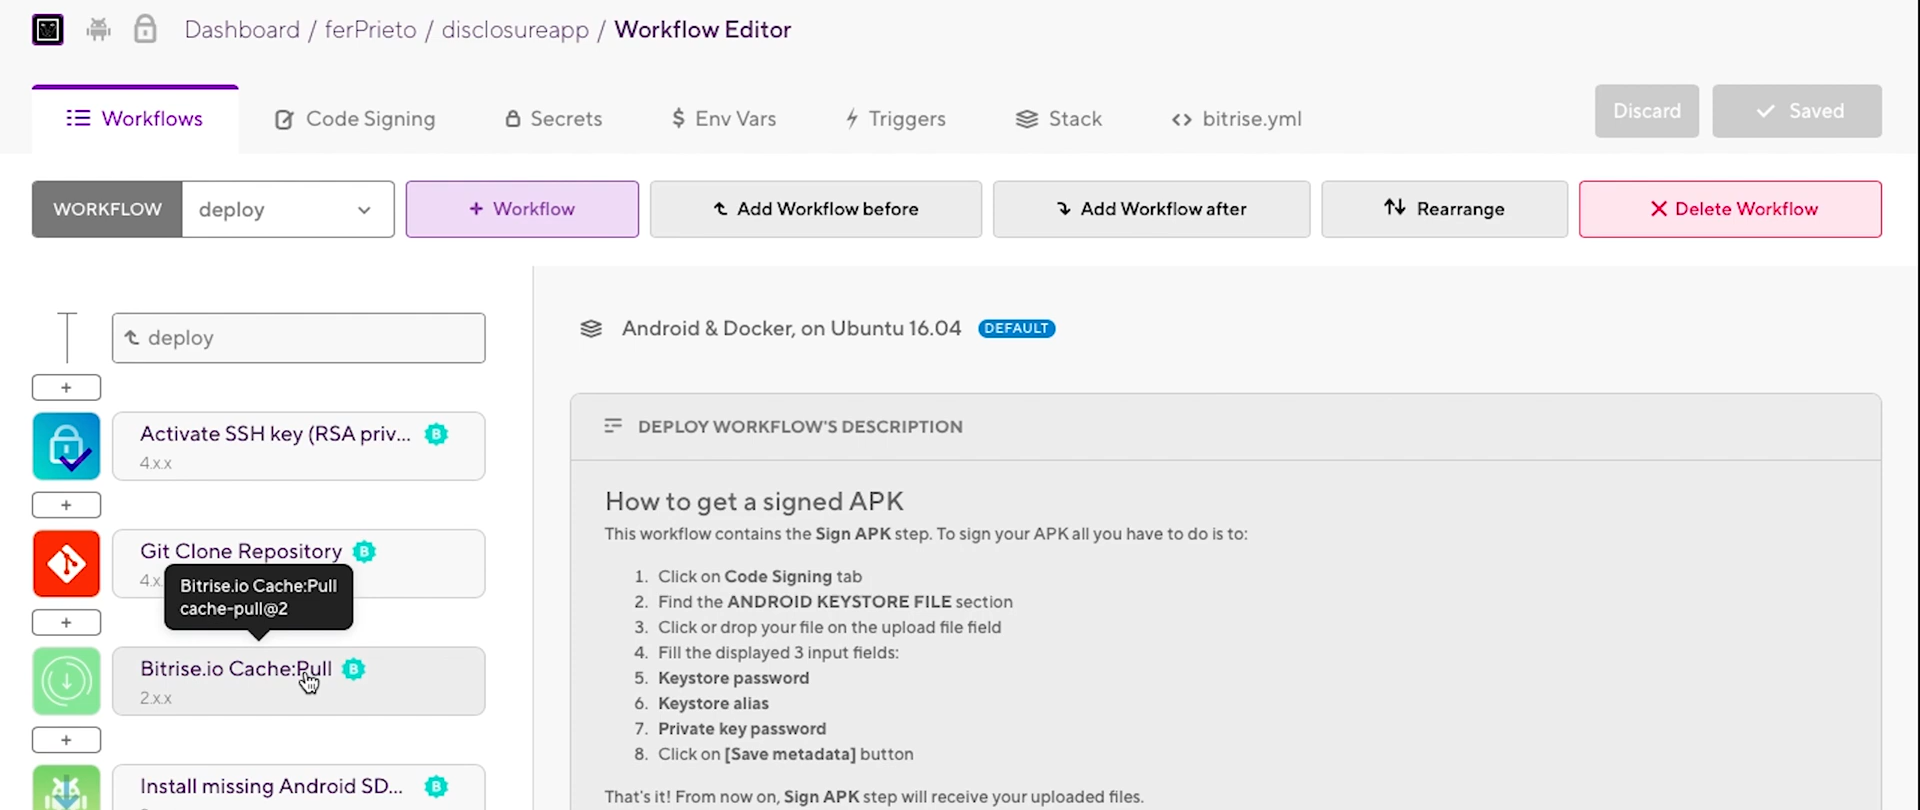 Dashboard / ferPrieto / disclosureapp / Workflow Editor
Workflows
Code Signing
Secrets
$ Env Vars
Triggers
Stack
<> bitrise.yml
Discard
Saved
WORKFLOW deploy
+ Workflow
Add Workflow before
Add Workflow after
Rearrange
Delete Workflow
deploy
+
Activate SSH key (RSA priv... B
4.x.x
+
Git Clone Repository B
4.x.
Bitrise.io Cache:Pull
cache-pull@2
+
Bitrise.io Cache:Pull B
2.x.x
+
Install missing Android SD... B
Android & Docker, on Ubuntu 16.04 DEFAULT
DEPLOY WORKFLOW'S DESCRIPTION
How to get a signed APK
This workflow contains the Sign APK step. To sign your APK all you have to do is to:
1. Click on Code Signing tab
2. Find the ANDROID KEYSTORE FILE section
3. Click or drop your file on the upload file field
4. Fill the displayed 3 input fields:
5. Keystore password
6. Keystore alias
7. Private key password
8. Click on [Save metadata] button
That's it! From now on, Sign APK step will receive your uploaded files.